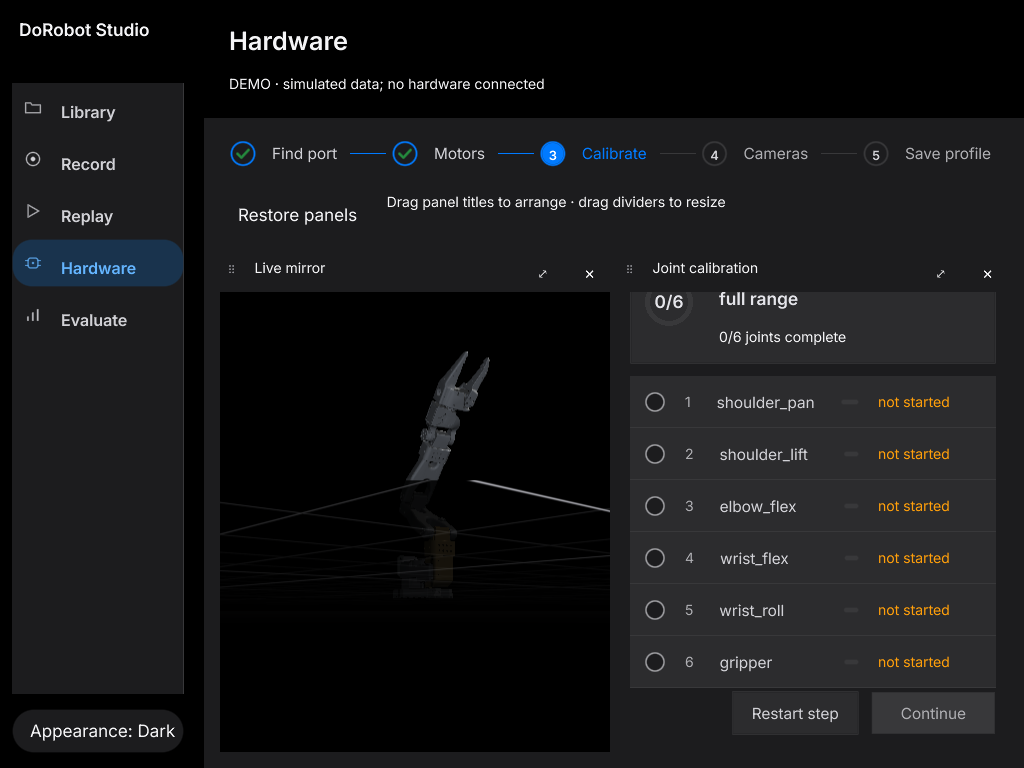 DoRobot Studio
Hardware
DEMO · simulated data; no hardware connected
Library
Record
Replay
Hardware
Evaluate
Appearance: Dark
Find port
Motors
3 Calibrate
4 Cameras
5 Save profile
Restore panels
Drag panel titles to arrange · drag dividers to resize
Live mirror
Joint calibration
0/6
full range
0/6 joints complete
1 shoulder_pan not started
2 shoulder_lift not started
3 elbow_flex not started
4 wrist_flex not started
5 wrist_roll not started
6 gripper not started
Restart step
Continue